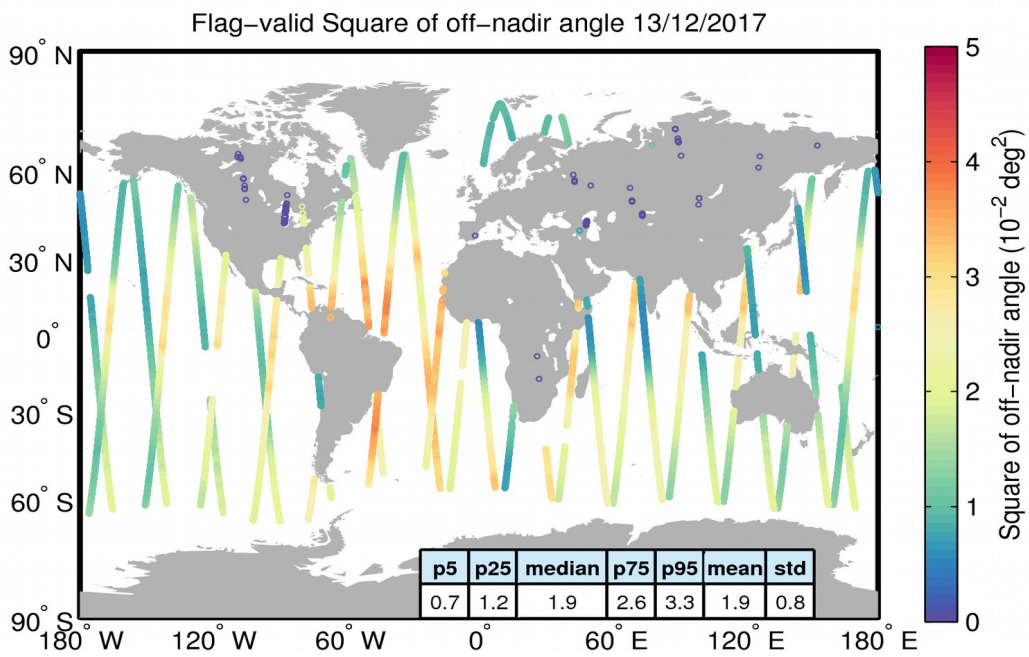 Flag−valid Square of off−nadir angle 13/12/2017
90° N
60° N
30° N
0°
30° S
60° S
90° S
180° W
120° W
60° W
0°
60° E
120° E
180° E
p5 p25 median p75 p95 mean std
0.7 1.2 1.9 2.6 3.3 1.9 0.8
5
4
3
2
1
0
Square of off−nadir angle (10⁻² deg²)